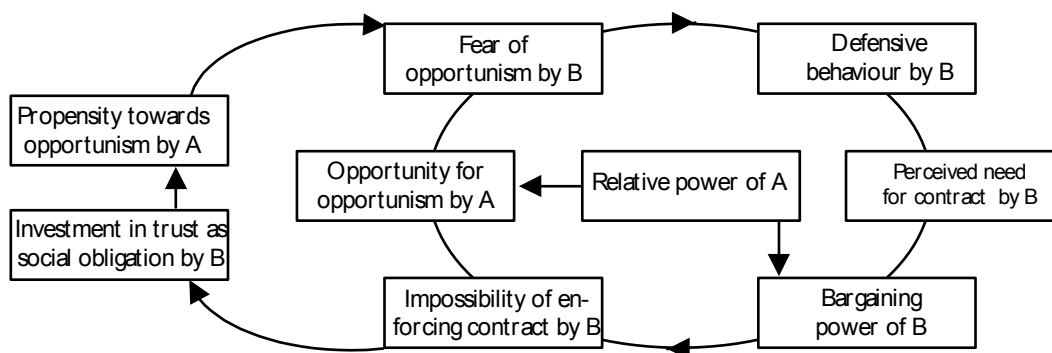 Fear of
opportunism by B
Defensive
behaviour by B
Propensity towards
opportunism by A
Opportunity for
opportunism by A
Relative power of A
Perceived need
for contract by B
Investment in trust as
social obligation by B
Impossibility of en-
forcing contract by B
Bargaining
power of B